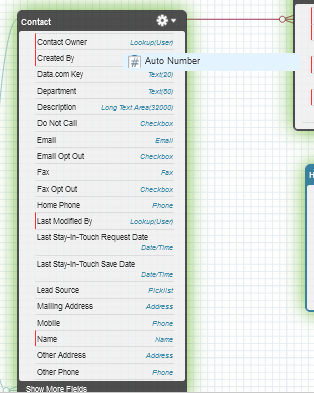 Contact
Contact Owner Lookup(User)
Created By
# Auto Number
Data.com Key Text(20)
Department Text(80)
Description Long Text Area(32000)
Do Not Call Checkbox
Email Email
Email Opt Out Checkbox
Fax Fax
Fax Opt Out Checkbox
Home Phone Phone
Last Modified By Lookup(User)
Last Stay-in-Touch Request Date
Date/Time
Last Stay-in-Touch Save Date
Date/Time
Lead Source Picklist
Mailing Address Address
Mobile Phone
Name Name
Other Address Address
Other Phone Phone
Show More Fields
H